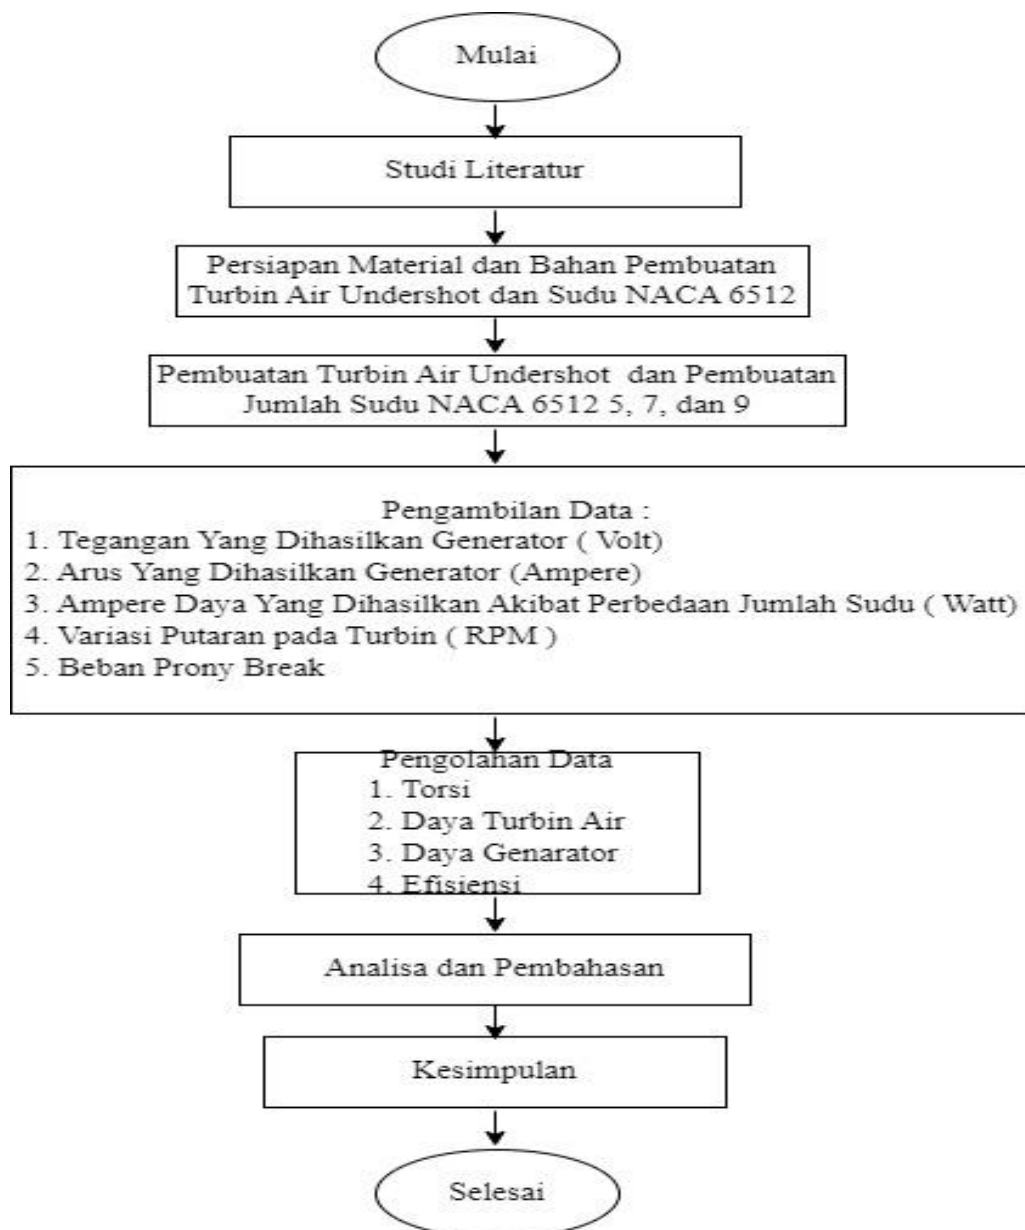 Mulai
Studi Literatur
Persiapan Material dan Bahan Pembuatan
Turbin Air Undershot dan Sudu NACA 6512
Pembuatan Turbin Air Undershot dan Pembuatan
Jumlah Sudu NACA 6512 5, 7, dan 9
Pengambilan Data :
1. Tegangan Yang Dihasilkan Generator ( Volt)
2. Arus Yang Dihasilkan Generator (Ampere)
3. Ampere Daya Yang Dihasilkan Akibat Perbedaan Jumlah Sudu ( Watt)
4. Variasi Putaran pada Turbin ( RPM )
5. Beban Prony Break
Pengolahan Data
1. Torsi
2. Daya Turbin Air
3. Daya Genarator
4. Efisiensi
Analisa dan Pembahasan
Kesimpulan
Selesai